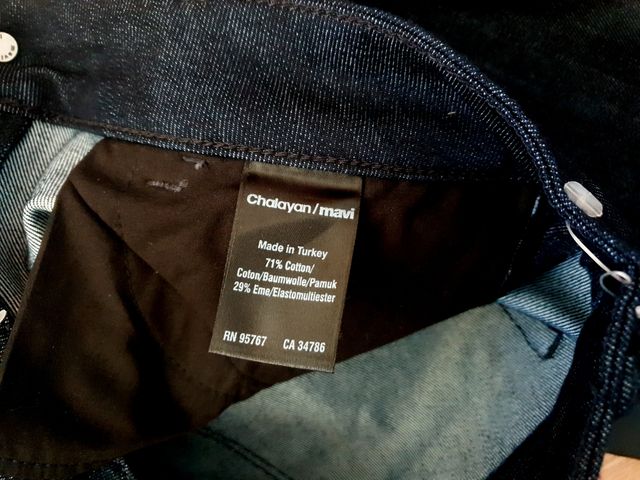 Chalayan/mavi
Made in Turkey
71% Cotton/
Coton/Baumwolle/Pamuk
29% Eme/Elastomultiester
RN 95767 CA 34786